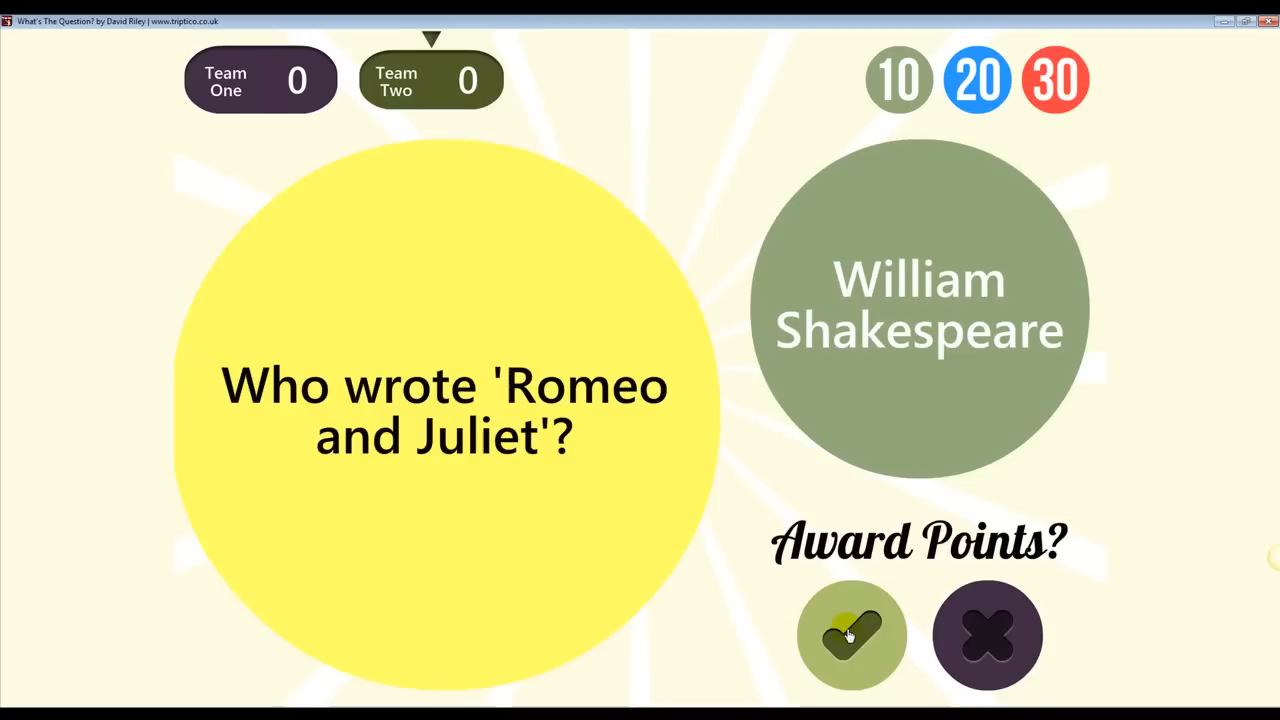 What's The Question? by David Riley | www.triptico.co.uk
Team One 0
Team Two 0
10 20 30
Who wrote 'Romeo
and Juliet'?
William
Shakespeare
Award Points?